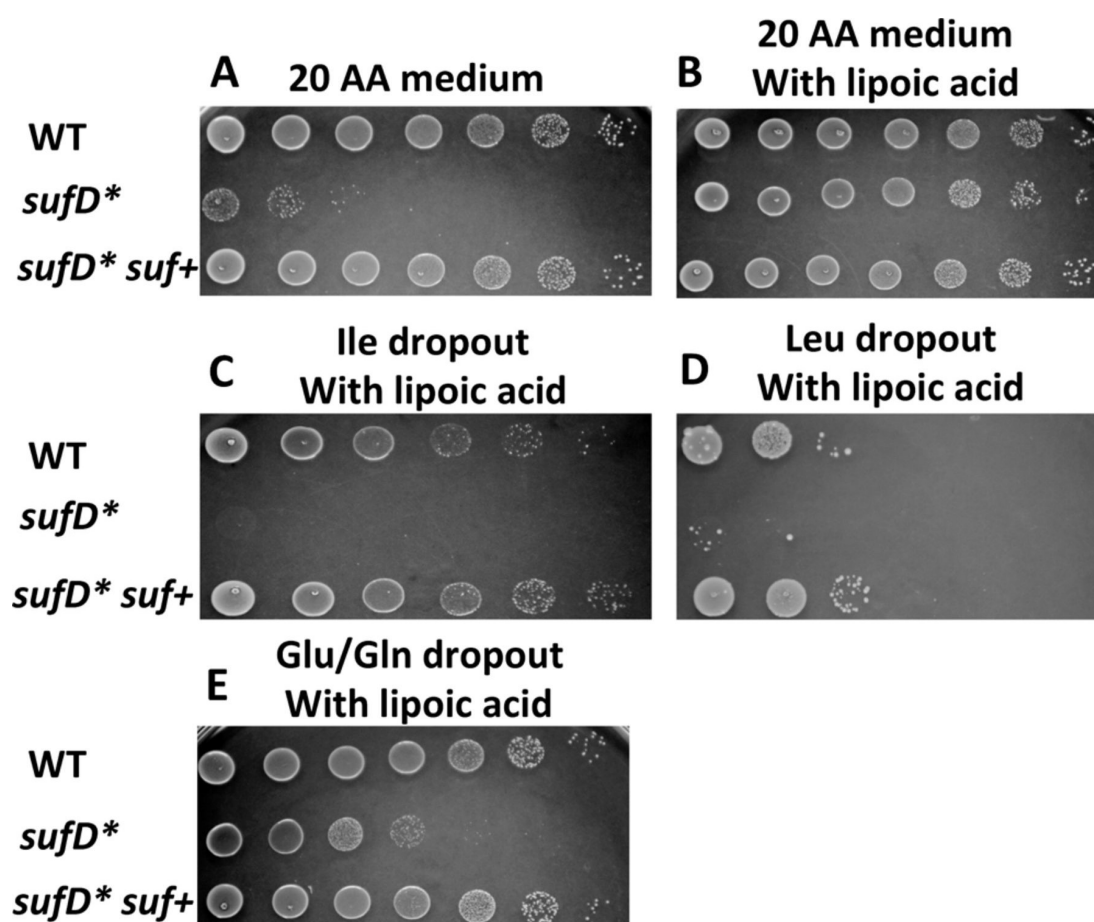 A 20 AA medium
WT
sufD*
sufD* suf+
B 20 AA medium
With lipoic acid
C Ile dropout
With lipoic acid
WT
sufD*
sufD* suf+
D Leu dropout
With lipoic acid
E Glu/Gln dropout
With lipoic acid
WT
sufD*
sufD* suf+